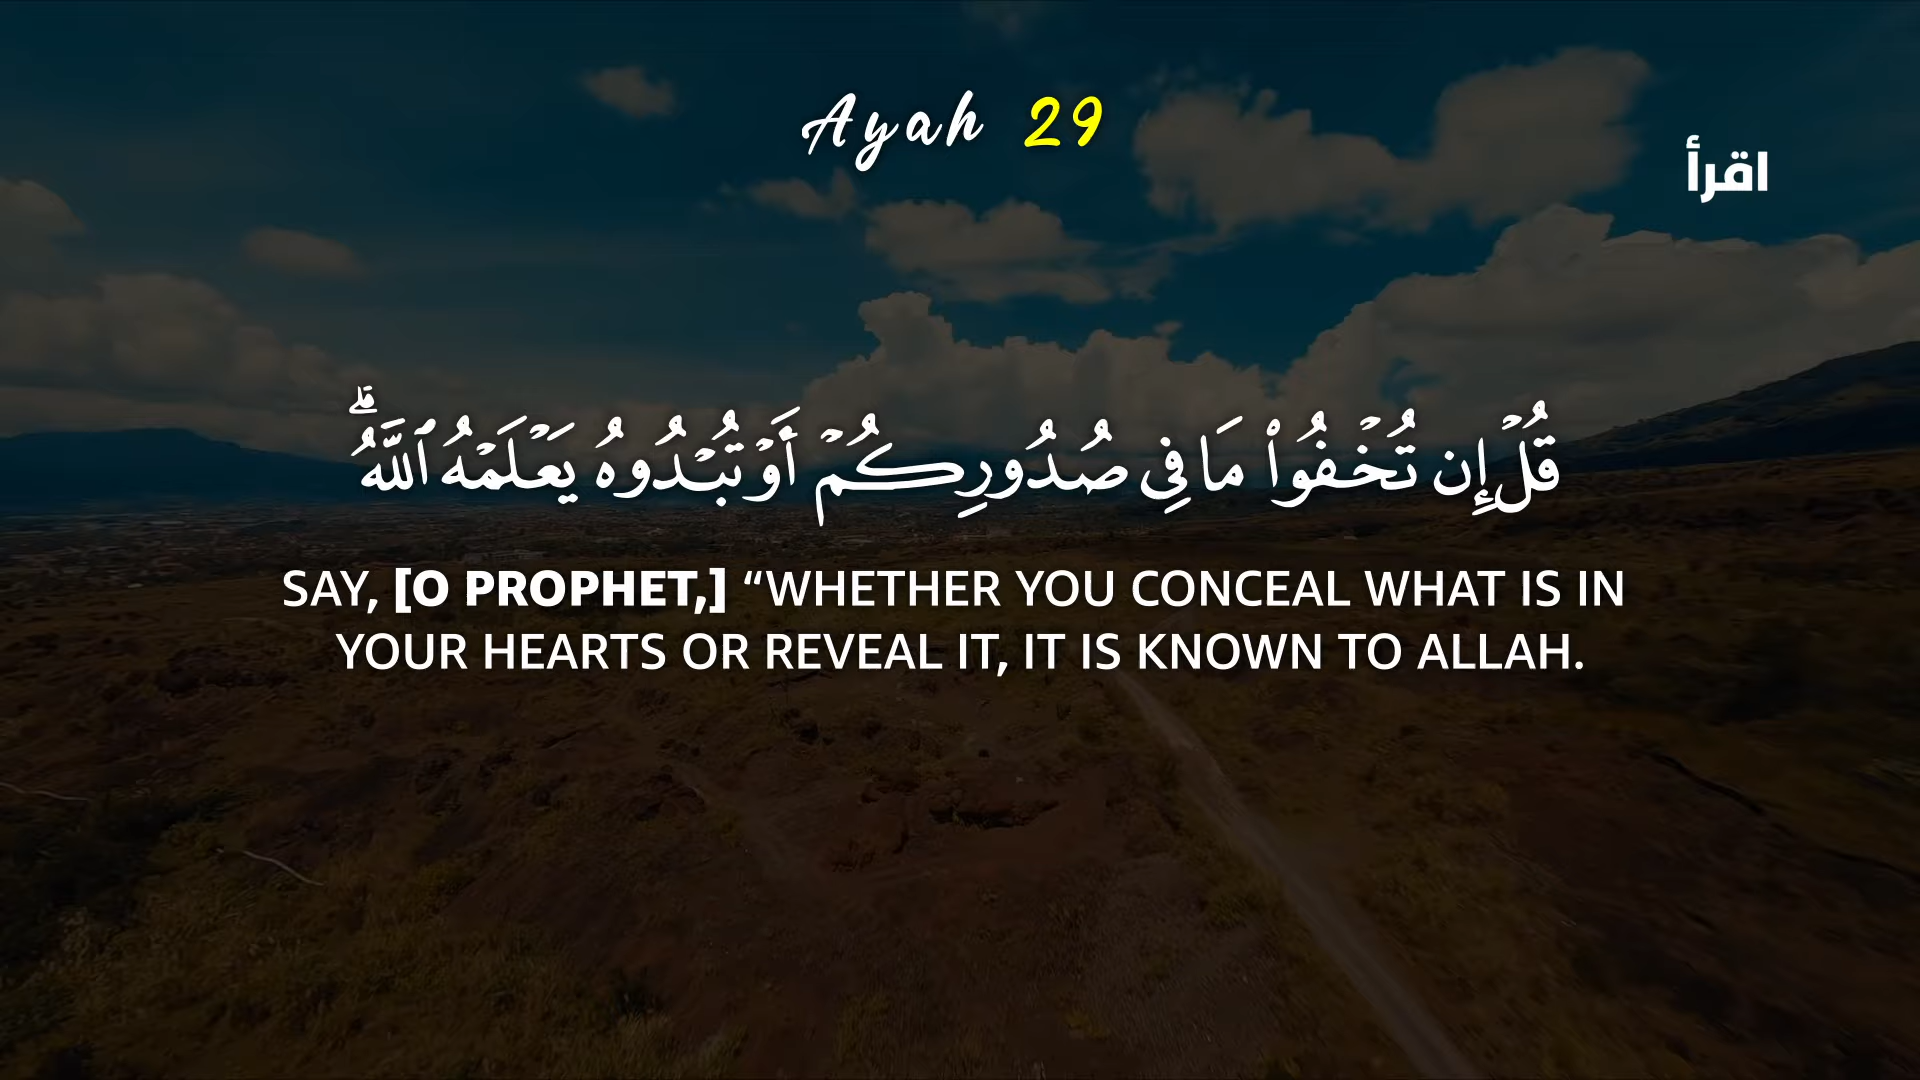 Ayah 29
اقرأ
قُلْ إِن تُخْفُوا۟ مَا فِى صُدُورِكُمْ أَوْ تُبْدُوهُ يَعْلَمْهُ ٱللَّهُ ۗ
SAY, [O PROPHET,] “WHETHER YOU CONCEAL WHAT IS IN
YOUR HEARTS OR REVEAL IT, IT IS KNOWN TO ALLAH.